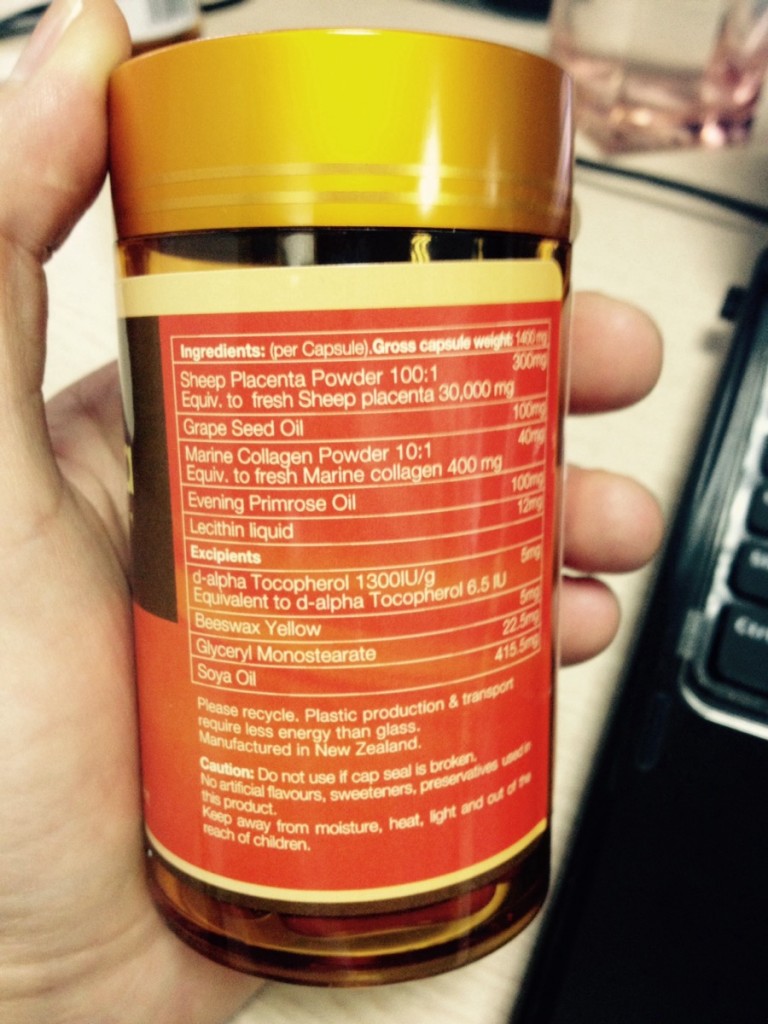 Ingredients: (per Capsule).Gross capsule weight: 1400 mg
Sheep Placenta Powder 100:1 300mg
Equiv. to fresh Sheep placenta 30,000 mg
Grape Seed Oil 100mg
Marine Collagen Powder 10:1 40mg
Equiv. to fresh Marine collagen 400 mg
Evening Primrose Oil 100mg
Lecithin liquid 12mg
Excipients
d-alpha Tocopherol 1300IU/g 5mg
Equivalent to d-alpha Tocopherol 6.5 IU
Beeswax Yellow 5mg
Glyceryl Monostearate 22.5mg
Soya Oil 415.5mg
Please recycle. Plastic production & transport
require less energy than glass.
Manufactured in New Zealand.
Caution: Do not use if cap seal is broken.
No artificial flavours, sweeteners, preservatives used in
this product.
Keep away from moisture, heat, light and out of the
reach of children.
Ctrl